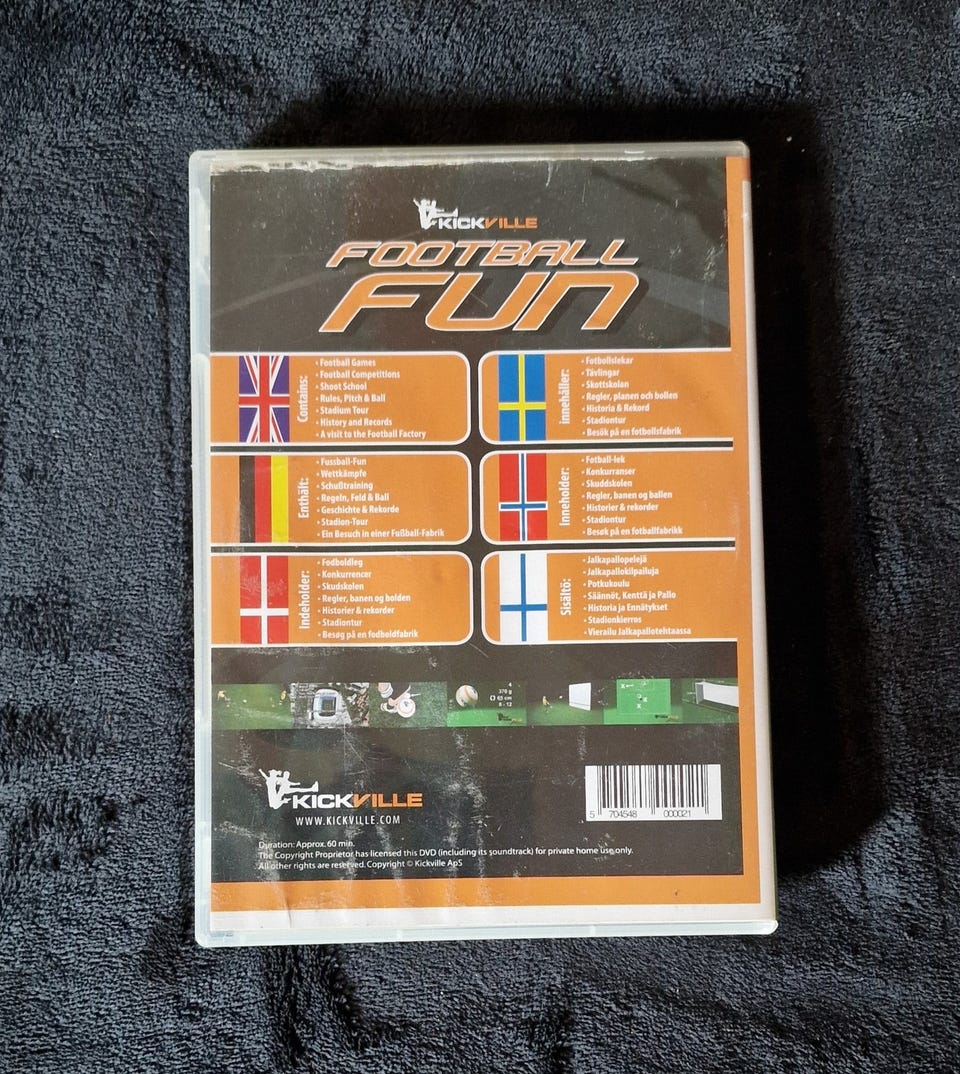 KICKVILLE
FOOTBALL
FUN
Contains:
• Football Games
• Football Competitions
• Shoot School
• Rules, Pitch & Ball
• Stadium Tour
• History and Records
• A visit to the Football Factory
innehåller:
• Fotbollslekar
• Tävlingar
• Skottskolan
• Regler, planen och bollen
• Historia & Rekord
• Stadiontur
• Besök på en fotbollsfabrik
Enthält:
• Fussball-Fun
• Wettkämpfe
• Schußtraining
• Regeln, Feld & Ball
• Geschichte & Rekorde
• Stadion-Tour
• Ein Besuch in einer Fußball-Fabrik
Inneholder:
• Fotball-lek
• Konkurranser
• Skuddskolen
• Regler, banen og ballen
• Historier & rekorder
• Stadiontur
• Besøk på en fotballfabrikk
Indeholder:
• Fodboldleg
• Konkurrencer
• Skudskolen
• Regler, banen og bolden
• Historier & rekorder
• Stadiontur
• Besøg på en fodboldfabrik
Sisältö:
• Jalkapallopelejä
• Jalkapallokilpailuja
• Potkukoulu
• Säännöt, Kenttä ja Pallo
• Historia ja Ennätykset
• Stadionkierros
• Vierailu Jalkapallotehtaassa
4
370 g
65 cm
8 - 12
KICKVILLE
WWW.KICKVILLE.COM
5 704548 000021
Duration: Approx. 60 min.
The Copyright Proprietor has licensed this DVD (including its soundtrack) for private home use only.
All other rights are reserved. Copyright © Kickville ApS